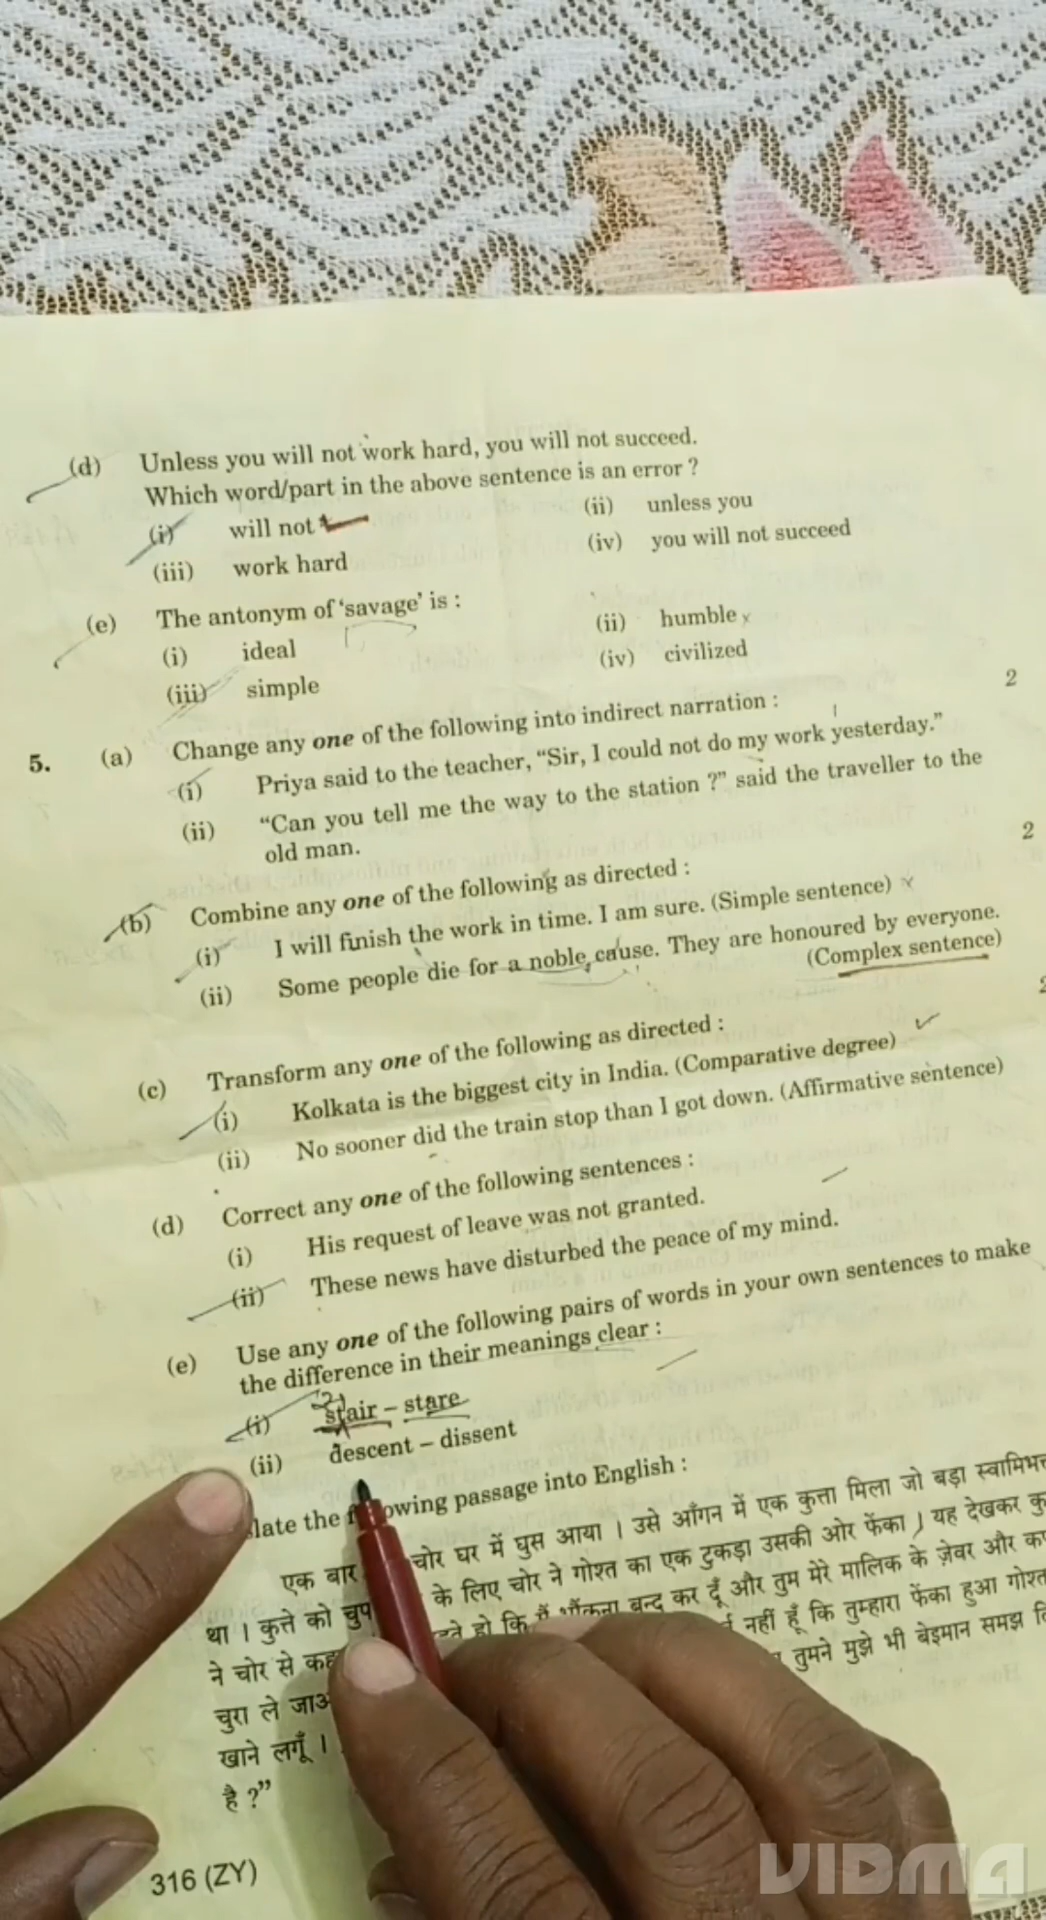 (d) Unless you will not work hard, you will not succeed.
Which word/part in the above sentence is an error ?
(i) will not (ii) unless you
(iii) work hard (iv) you will not succeed
(e) The antonym of ‘savage’ is :
(i) ideal (ii) humble
(iii) simple (iv) civilized
5. (a) Change any one of the following into indirect narration : 2
(i) Priya said to the teacher, “Sir, I could not do my work yesterday.”
(ii) “Can you tell me the way to the station ?” said the traveller to the
old man.
(b) Combine any one of the following as directed : 2
(i) I will finish the work in time. I am sure. (Simple sentence)
(ii) Some people die for a noble cause. They are honoured by everyone.
(Complex sentence)
(c) Transform any one of the following as directed : 2
(i) Kolkata is the biggest city in India. (Comparative degree)
(ii) No sooner did the train stop than I got down. (Affirmative sentence)
(d) Correct any one of the following sentences :
(i) His request of leave was not granted.
(ii) These news have disturbed the peace of my mind.
(e) Use any one of the following pairs of words in your own sentences to make
the difference in their meanings clear :
(i) stair – stare
(ii) descent – dissent
late the following passage into English :
एक बार चोर घर में घुस आया । उसे आँगन में एक कुत्ता मिला जो बड़ा स्वामिभक्त
था । कुत्ते को चुप के लिए चोर ने गोश्त का एक टुकड़ा उसकी ओर फेंका । यह देखकर कु
ने चोर से कह हो कि मैं भौंकना बन्द कर दूँ और तुम मेरे मालिक के ज़ेवर और क
चुरा ले जाओ नहीं हूँ कि तुम्हारा फेंका हुआ गोश्त
खाने लगूँ । तुमने मुझे भी बेइमान समझ
है ?”
316 (ZY)
VIDMA